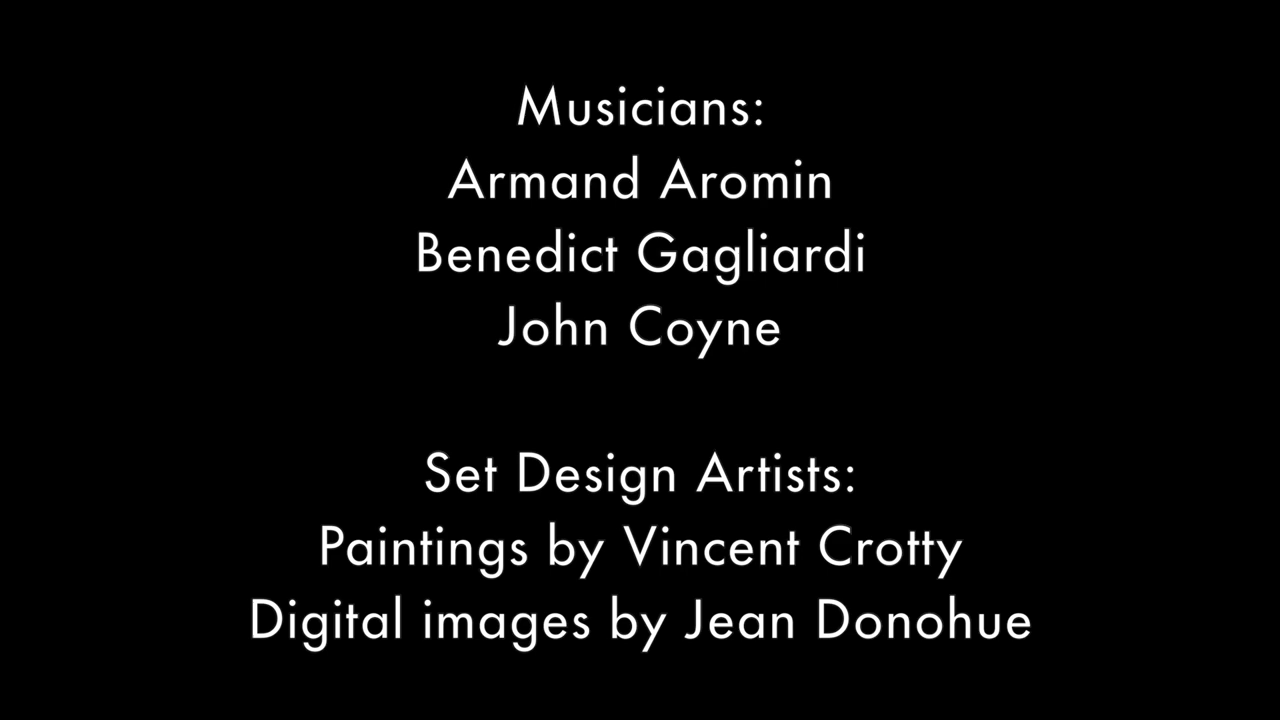 Musicians:
Armand Aromin
Benedict Gagliardi
John Coyne
Set Design Artists:
Paintings by Vincent Crotty
Digital images by Jean Donohue